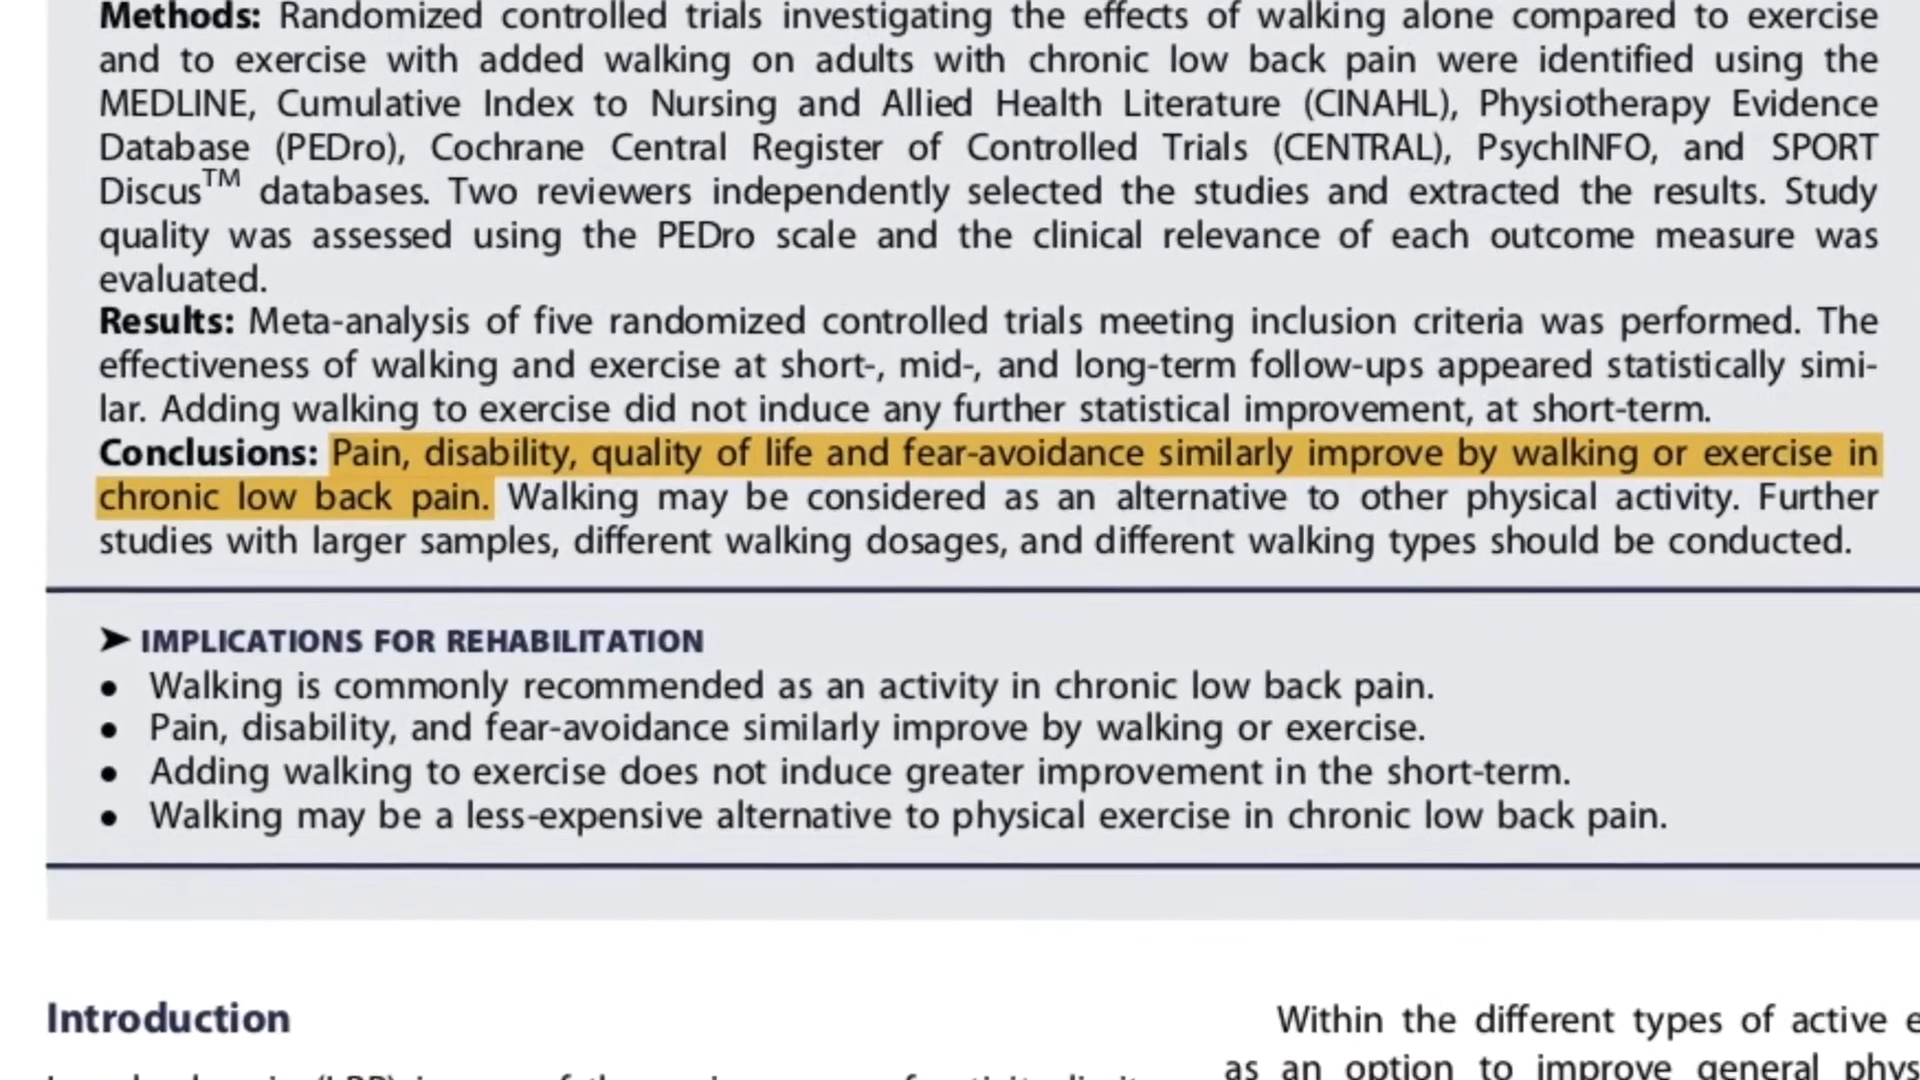 Methods: Randomized controlled trials investigating the effects of walking alone compared to exercise
and to exercise with added walking on adults with chronic low back pain were identified using the
MEDLINE, Cumulative Index to Nursing and Allied Health Literature (CINAHL), Physiotherapy Evidence
Database (PEDro), Cochrane Central Register of Controlled Trials (CENTRAL), PsychINFO, and SPORT
Discus™ databases. Two reviewers independently selected the studies and extracted the results. Study
quality was assessed using the PEDro scale and the clinical relevance of each outcome measure was
evaluated.
Results: Meta-analysis of five randomized controlled trials meeting inclusion criteria was performed. The
effectiveness of walking and exercise at short-, mid-, and long-term follow-ups appeared statistically simi-
lar. Adding walking to exercise did not induce any further statistical improvement, at short-term.
Conclusions: Pain, disability, quality of life and fear-avoidance similarly improve by walking or exercise in
chronic low back pain. Walking may be considered as an alternative to other physical activity. Further
studies with larger samples, different walking dosages, and different walking types should be conducted.
➤ IMPLICATIONS FOR REHABILITATION
● Walking is commonly recommended as an activity in chronic low back pain.
● Pain, disability, and fear-avoidance similarly improve by walking or exercise.
● Adding walking to exercise does not induce greater improvement in the short-term.
● Walking may be a less-expensive alternative to physical exercise in chronic low back pain.
Introduction
Within the different types of active
as an option to improve general